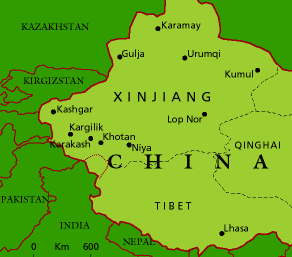 KAZAKHSTAN
Karamay
Gulja
Urumqi
KIRGIZSTAN
Kumul
XINJIANG
Kashgar
Lop Nor
Kargilik
Karakash
Khotan
Niya
QINGHAI
CHINA
PAKISTAN
TIBET
INDIA
Lhasa
NEPAL
0 Km 600